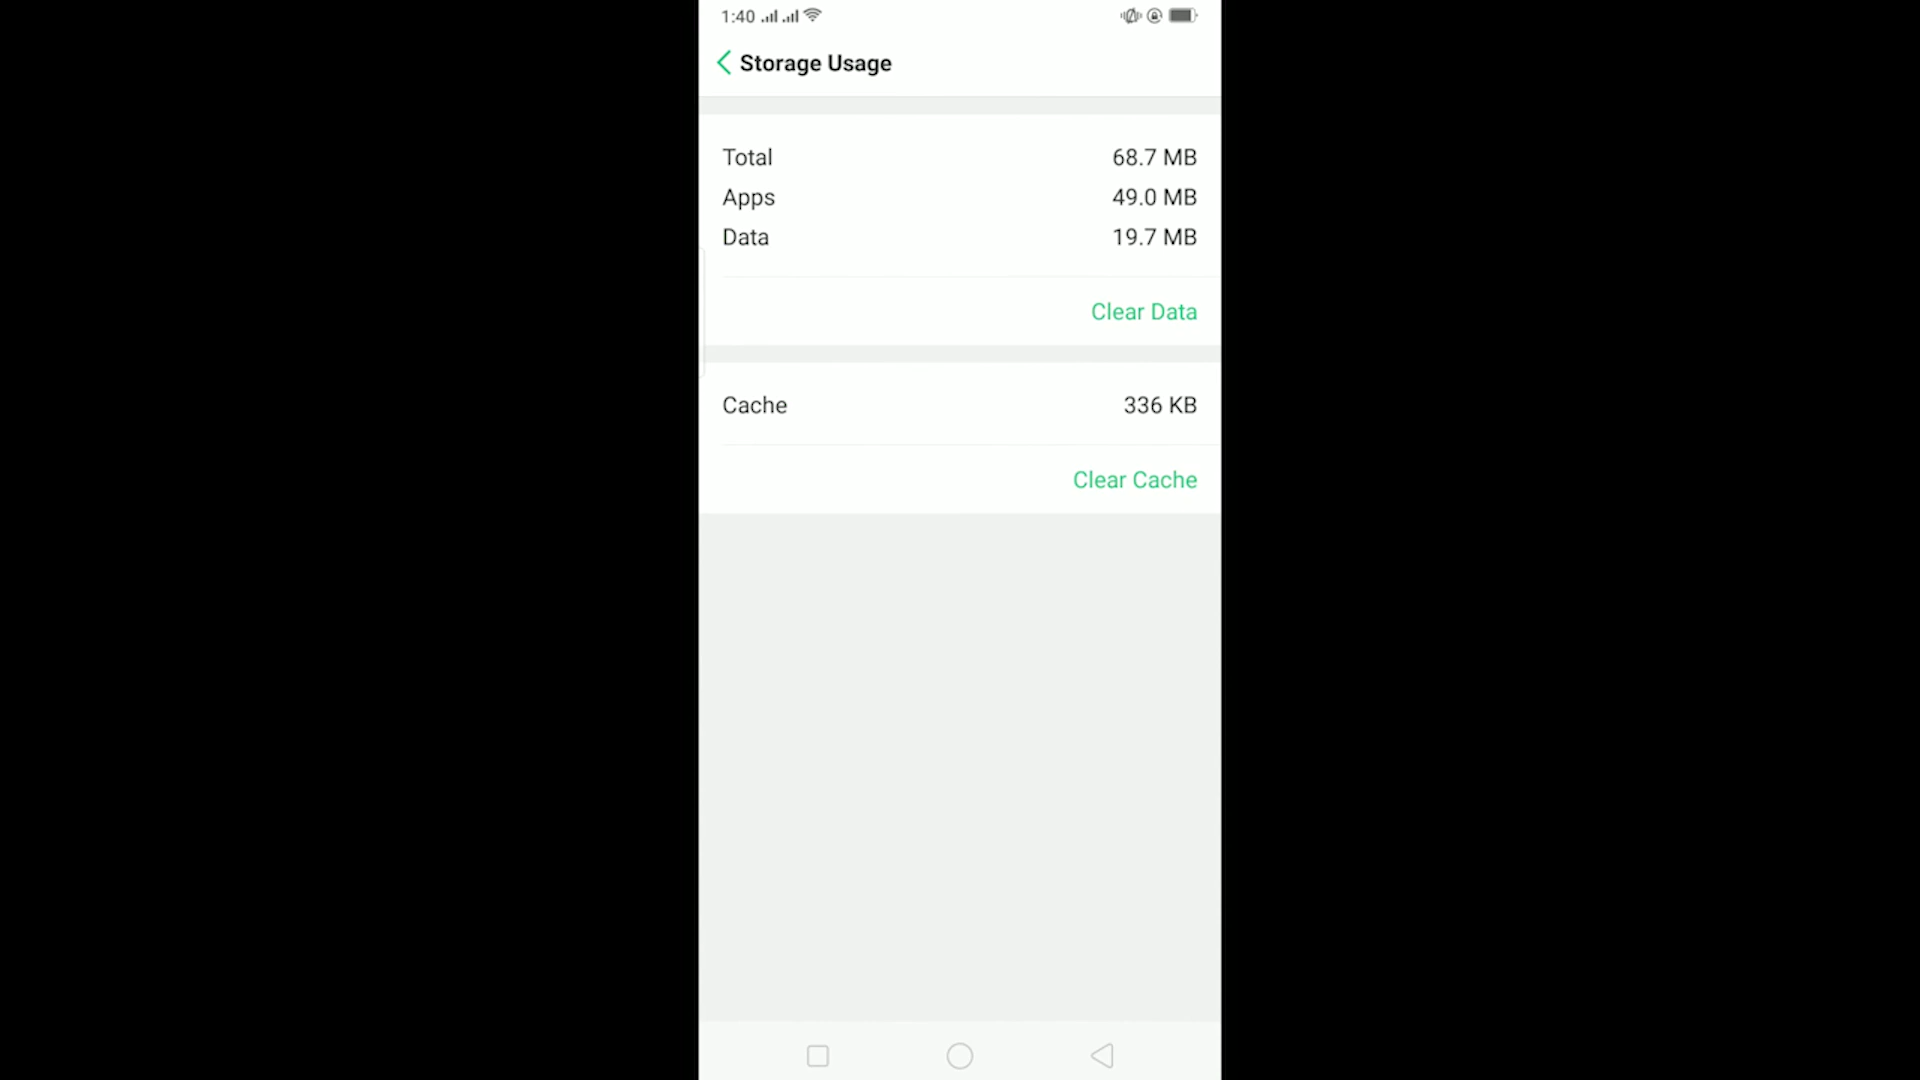 1:40
Storage Usage
Total 68.7 MB
Apps 49.0 MB
Data 19.7 MB
Clear Data
Cache 336 KB
Clear Cache